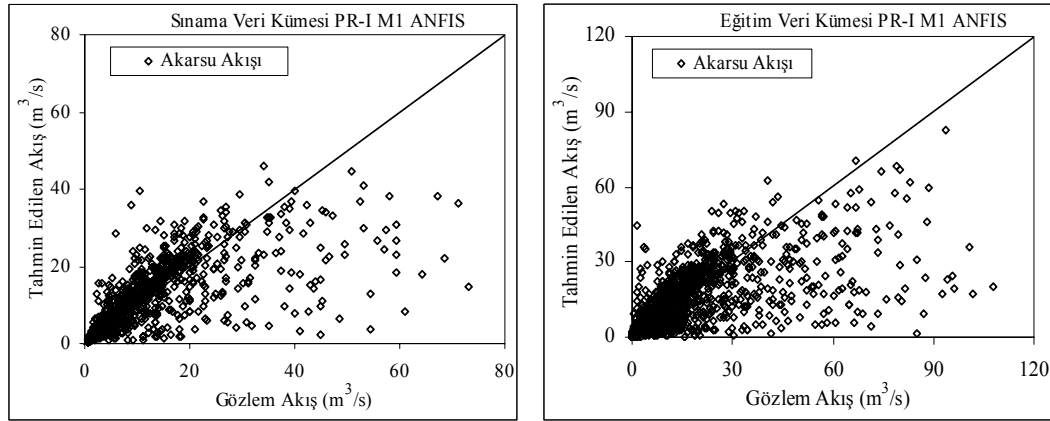 Sınama Veri Kümesi PR-I M1 ANFIS
Akarsu Akışı
Tahmin Edilen Akış (m³/s)
80
60
40
20
0
0 20 40 60 80
Gözlem Akış (m³/s)
Eğitim Veri Kümesi PR-I M1 ANFIS
Akarsu Akışı
Tahmin Edilen Akış (m³/s)
120
90
60
30
0
0 30 60 90 120
Gözlem Akış (m³/s)